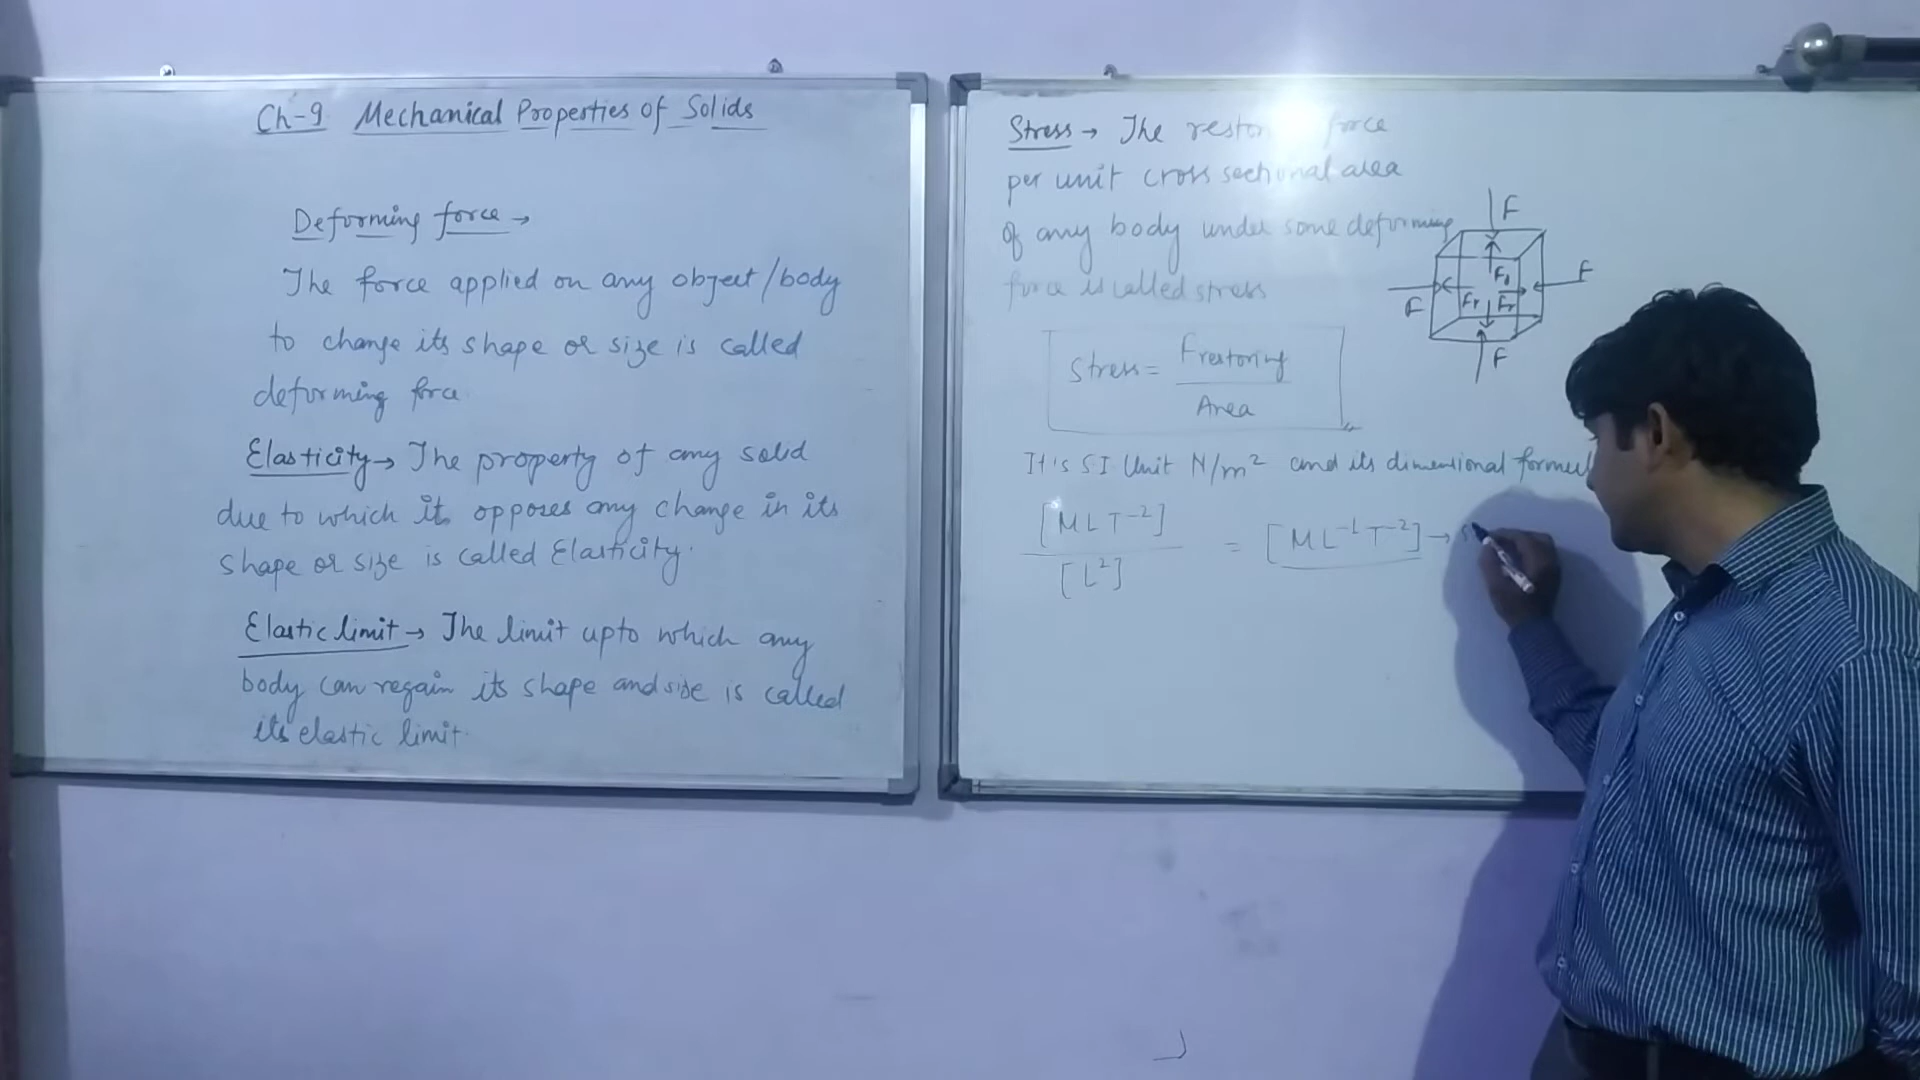 Ch-9 Mechanical Properties of Solids
Deforming force →
The force applied on any object/body
to change its shape or size is called
deforming force.
Elasticity → The property of any solid
due to which it opposes any change in its
shape or size is called Elasticity.
Elastic limit → The limit upto which any
body can regain its shape and size is called
its elastic limit.
Stress → The force
per unit cross sectional area
of any body under some deforming
force is called stress
F
F
F
F
Fr
Fr
Stress = Frestoring
Area
It's S.I. Unit N/m² and its dimensional
[M L T⁻²]
[L²]
= [M L⁻¹ T⁻²] →